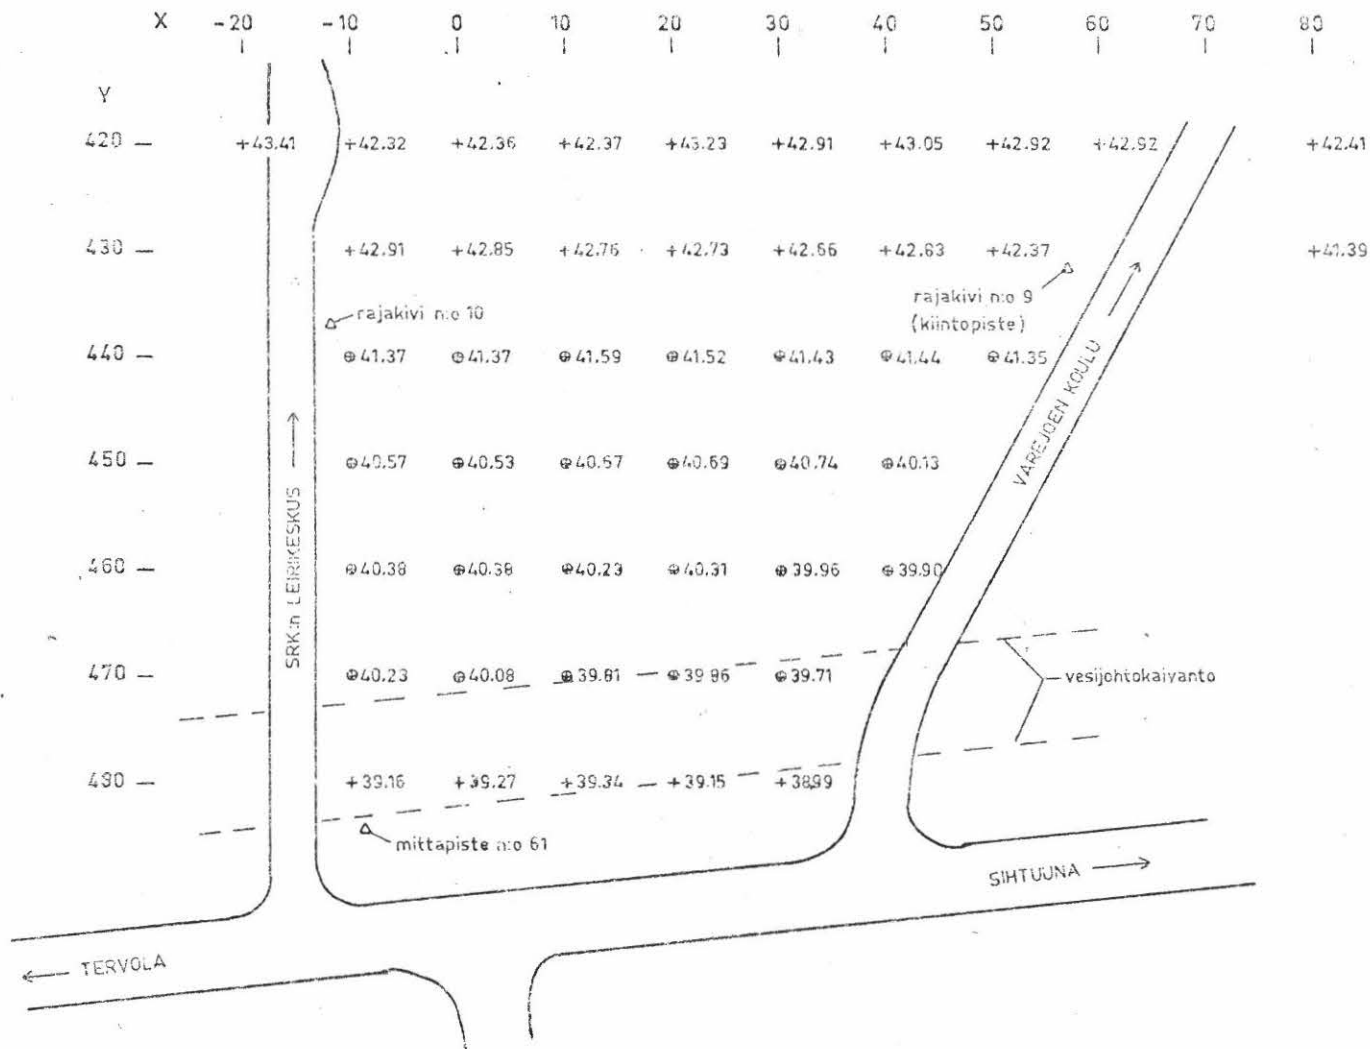 X -20 -10 0 10 20 30 40 50 60 70 80
Y
420 +43.41 +42.32 +42.36 +42.37 +43.23 +42.91 +43.05 +42.92 +42.92 +42.41
430 +42.91 +42.85 +42.76 +42.73 +42.66 +42.63 +42.37 +41.39
rajakivi n:o 9
(kiintopiste)
rajakivi n:o 10
440 ⊕41.37 ⊕41.37 ⊕41.59 ⊕41.52 ⊕41.43 ⊕41.44 ⊕41.35
VAREJOEN KOULU
450 ⊕40.57 ⊕40.53 ⊕40.67 ⊕40.69 ⊕40.74 ⊕40.13
SRK:n LEIRIKESKUS
460 ⊕40.38 ⊕40.38 ⊕40.23 ⊕40.31 ⊕39.96 ⊕39.90
470 ⊕40.23 ⊕40.08 ⊕39.81 ⊕39.86 ⊕39.71
vesijohtokaivanto
+39.16 +39.27 +39.34 +39.15 +38.99
mittapiste n:o 61
SIHTUUNA
TERVOLA